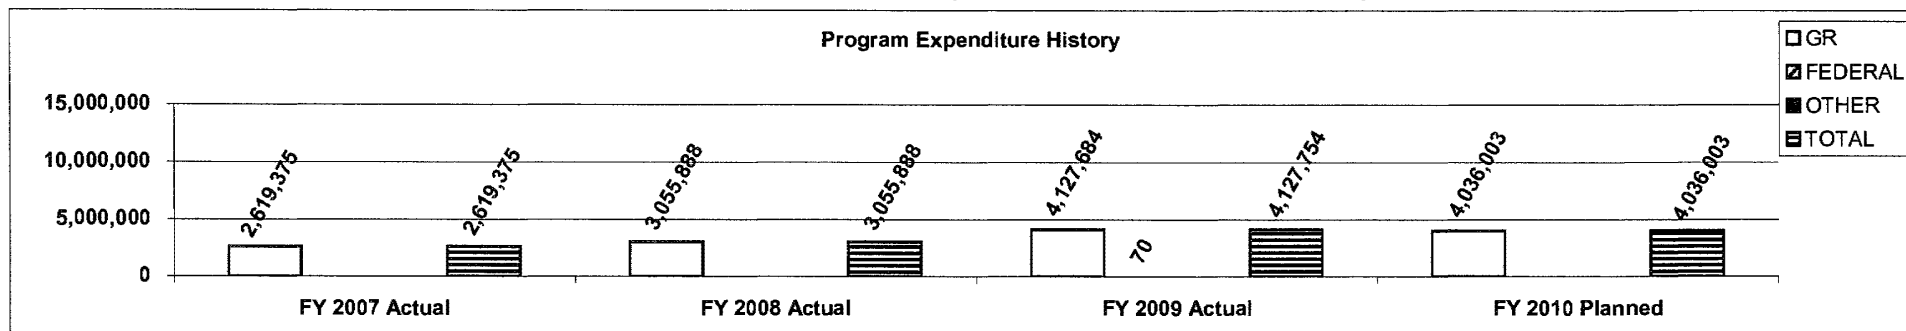 Program Expenditure History
GR
FEDERAL
OTHER
TOTAL
15,000,000
10,000,000
5,000,000
0
2,619,375
2,619,375
3,055,888
3,055,888
4,127,684
70
4,127,754
4,036,003
4,036,003
FY 2007 Actual
FY 2008 Actual
FY 2009 Actual
FY 2010 Planned